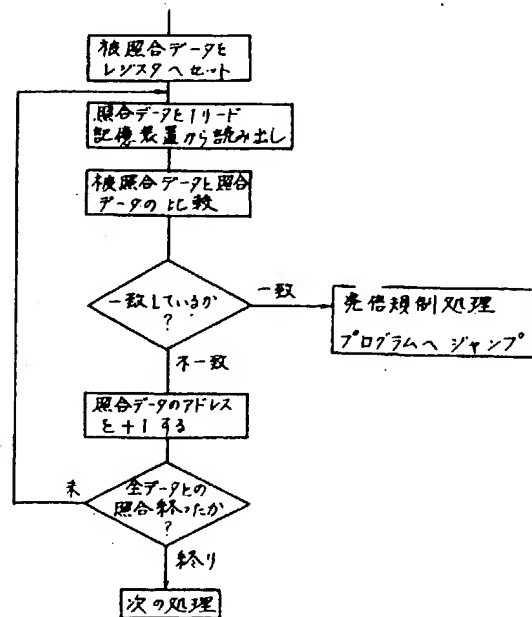 被照合データを
レジスタへセット
照合データを1リード
記憶装置から読み出し
被照合データと照合
データの比較
一致しているか
?
一致
発信規制処理
プログラムへジャンプ
不一致
照合データのアドレス
を+1する
全データとの
照合終ったか
?
未
終り
次の処理